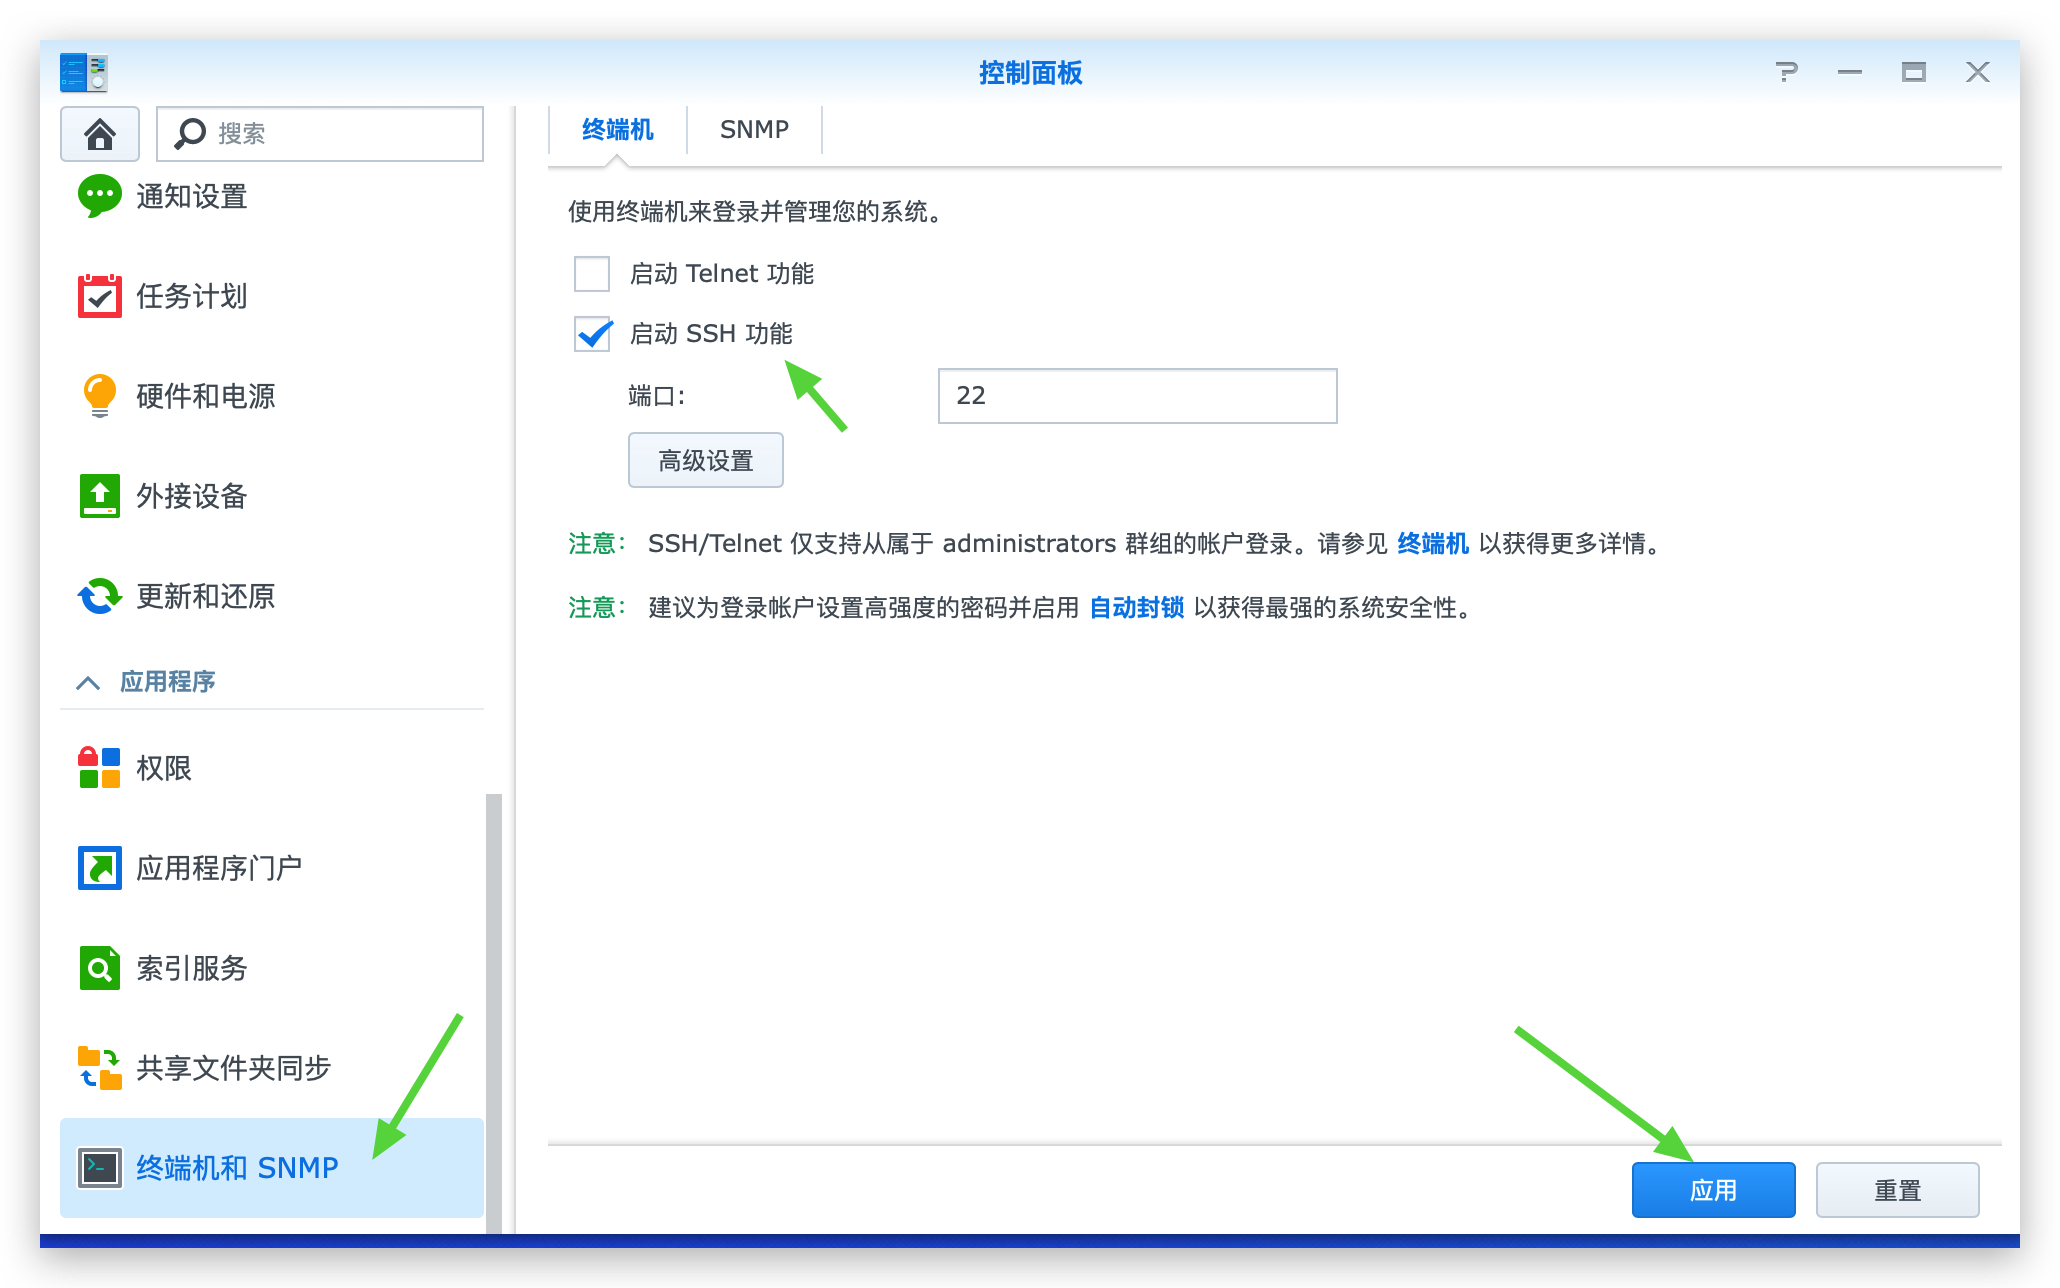 控制面板
搜索
通知设置
任务计划
硬件和电源
外接设备
更新和还原
应用程序
权限
应用程序门户
索引服务
共享文件夹同步
终端机和 SNMP
终端机
SNMP
使用终端机来登录并管理您的系统。
启动 Telnet 功能
启动 SSH 功能
端口:
22
高级设置
注意： SSH/Telnet 仅支持从属于 administrators 群组的帐户登录。请参见 终端机 以获得更多详情。
注意： 建议为登录帐户设置高强度的密码并启用 自动封锁 以获得最强的系统安全性。
应用
重置